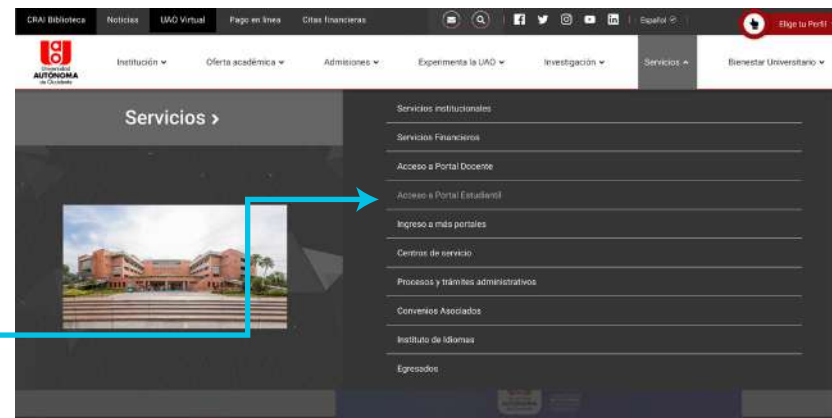 CRAI Biblioteca Noticias UAO Virtual Pago en línea Citas financieras Español Elige tu Perfil
Universidad
AUTÓNOMA
de Occidente
Institución Oferta académica Admisiones Experimenta la UAO Investigación Servicios Bienestar Universitario
Servicios >
Servicios institucionales
Servicios Financieros
Acceso a Portal Docente
Acceso a Portal Estudiantil
Ingreso a más portales
Centros de servicio
Procesos y trámites administrativos
Convenios Asociados
Instituto de Idiomas
Egresados